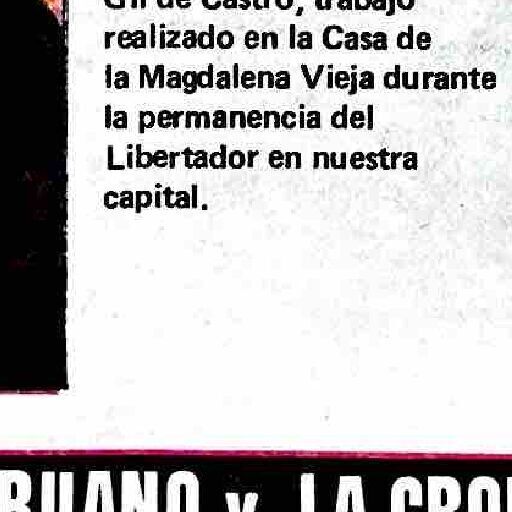 Gil de Castro, trabajo
realizado en la Casa de
la Magdalena Vieja durante
la permanencia del
Libertador en nuestra
capital.
RUANO y LA CRO